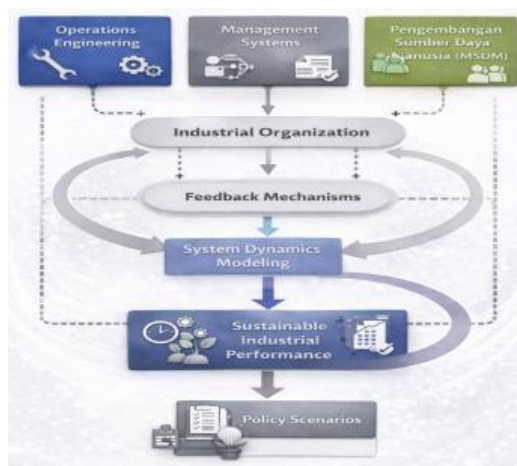 Operations
Engineering
Management
Systems
Pengembangan
Sumber Daya
Manusia (MSDM)
Industrial Organization
Feedback Mechanisms
System Dynamics
Modeling
Sustainable
Industrial
Performance
Policy Scenarios